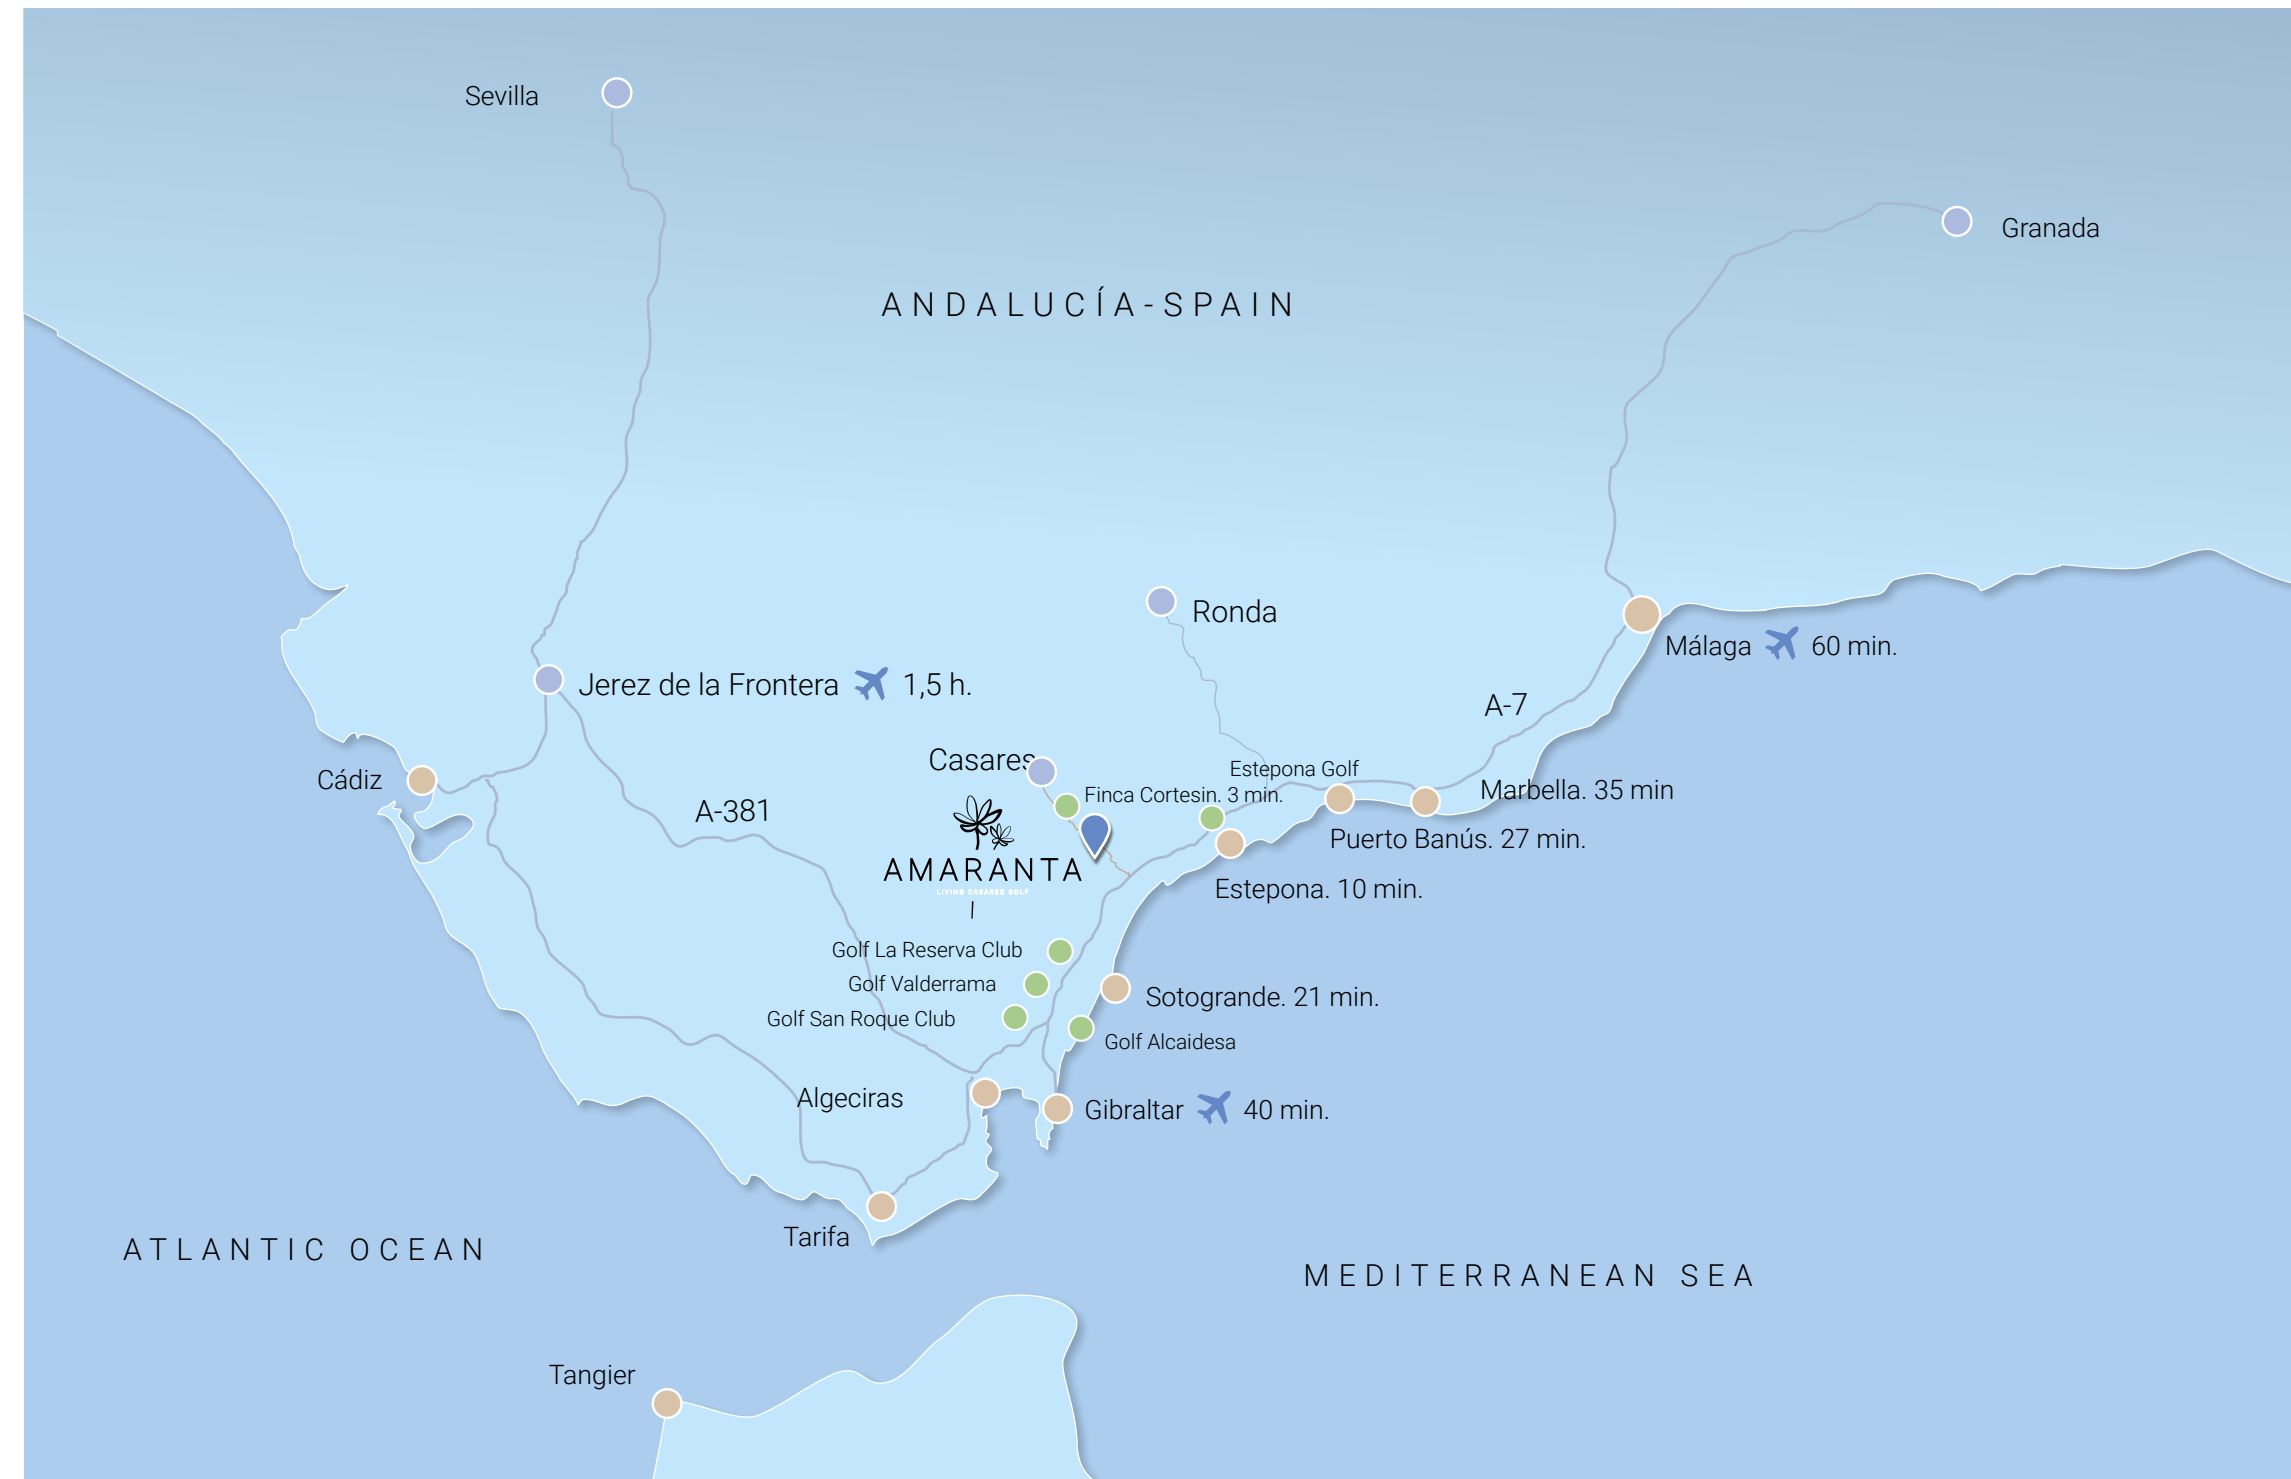 Sevilla
Granada
ANDALUCÍA-SPAIN
Ronda
Málaga 60 min.
Jerez de la Frontera 1,5 h.
A-7
Casares
Estepona Golf
Cádiz
Finca Cortesin. 3 min.
Marbella. 35 min
A-381
Puerto Banús. 27 min.
AMARANTA
LIVING CASARES GOLF
Estepona. 10 min.
Golf La Reserva Club
Golf Valderrama
Sotogrande. 21 min.
Golf San Roque Club
Golf Alcaidesa
Algeciras
Gibraltar 40 min.
Tarifa
ATLANTIC OCEAN
MEDITERRANEAN SEA
Tangier